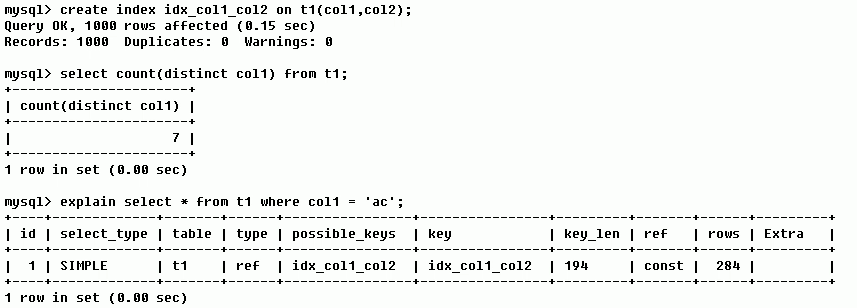 mysql> create index idx_col1_col2 on t1(col1,col2);
Query OK, 1000 rows affected (0.15 sec)
Records: 1000  Duplicates: 0  Warnings: 0

mysql> select count(distinct col1) from t1;
+----------------------+
| count(distinct col1) |
+----------------------+
|                    7 |
+----------------------+
1 row in set (0.00 sec)

mysql> explain select * from t1 where col1 = 'ac';
+----+-------------+-------+------+---------------+---------------+---------+-------+------+-------+
| id | select_type | table | type | possible_keys | key           | key_len | ref   | rows | Extra |
+----+-------------+-------+------+---------------+---------------+---------+-------+------+-------+
|  1 | SIMPLE      | t1    | ref  | idx_col1_col2 | idx_col1_col2 | 194     | const |  284 |       |
+----+-------------+-------+------+---------------+---------------+---------+-------+------+-------+
1 row in set (0.00 sec)